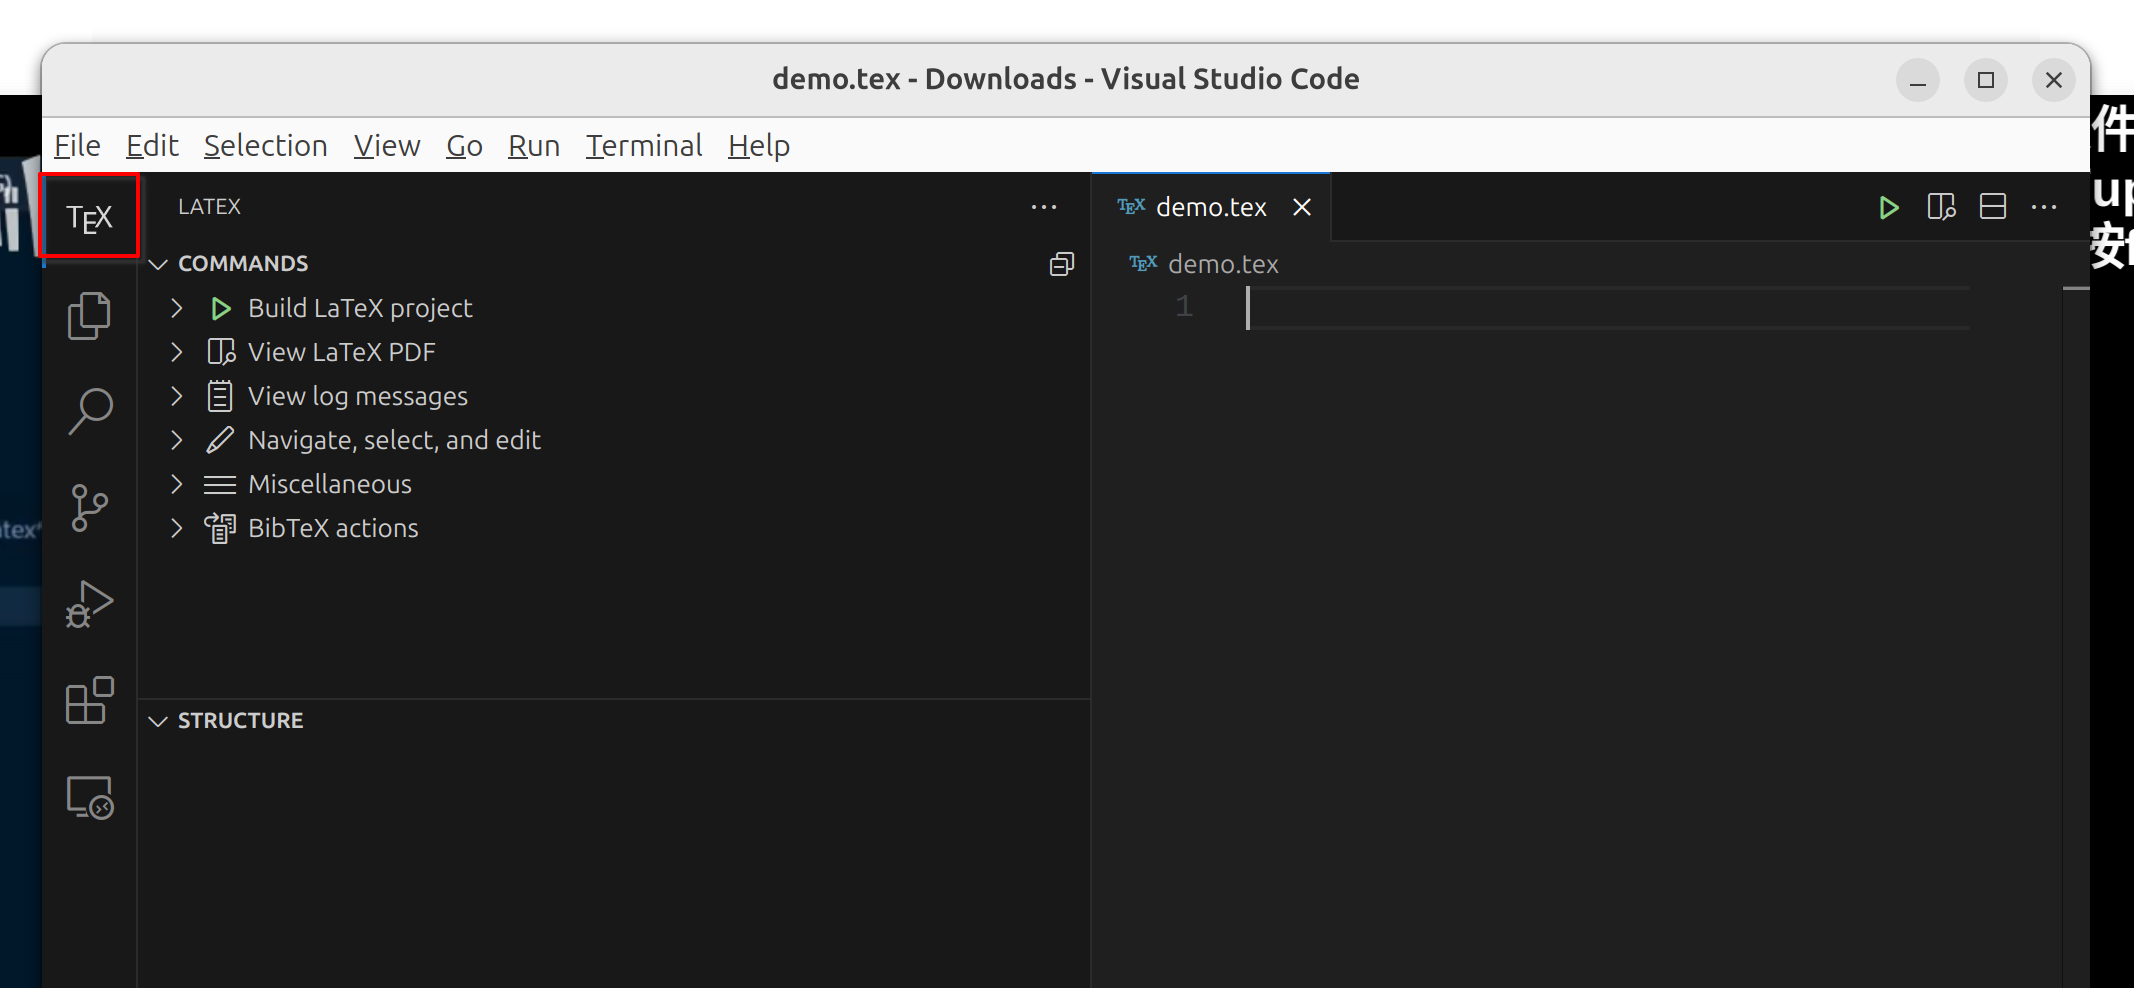 demo.tex - Downloads - Visual Studio Code
File Edit Selection View Go Run Terminal Help
TEX
LATEX
TEX demo.tex
COMMANDS
TEX demo.tex
Build LaTeX project
1
View LaTeX PDF
View log messages
Navigate, select, and edit
Miscellaneous
BibTeX actions
STRUCTURE
件
up
安f
tex